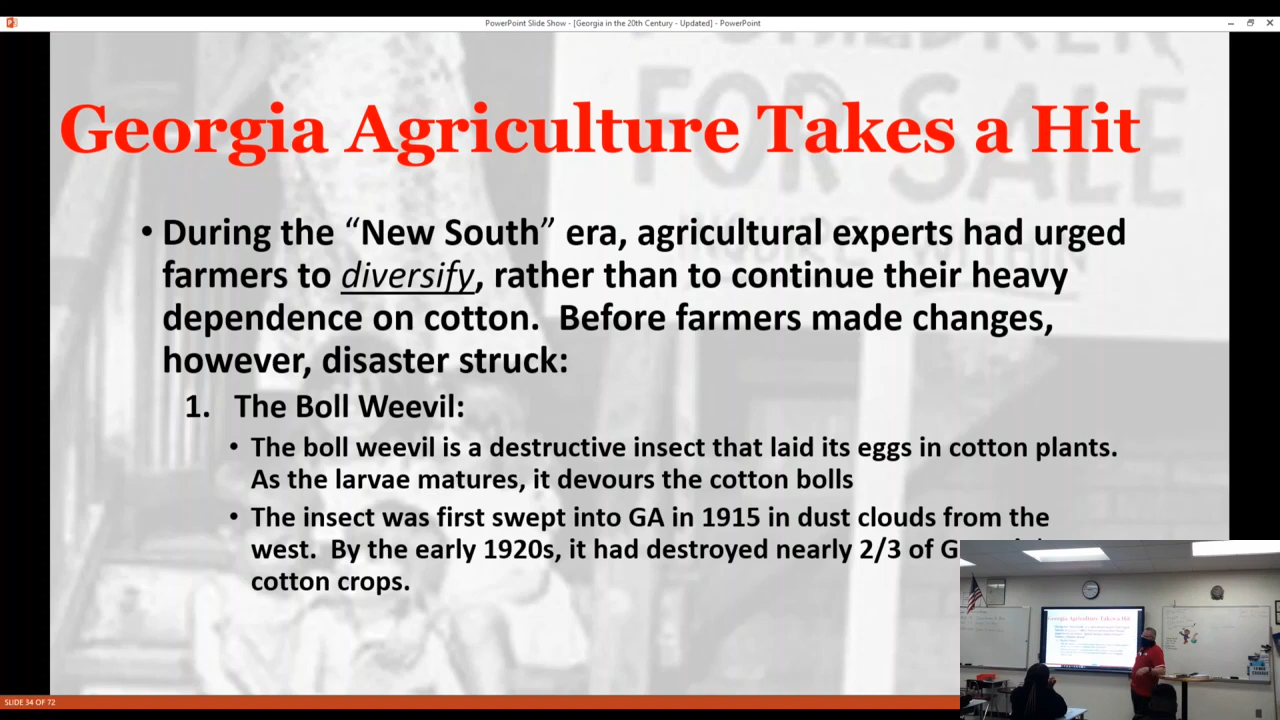 PowerPoint Slide Show - [Georgia in the 20th Century - Updated] - PowerPoint
CHILDREN
FOR SALE
INQUIRE WITHIN
Georgia Agriculture Takes a Hit
• During the “New South” era, agricultural experts had urged
farmers to diversify, rather than to continue their heavy
dependence on cotton.  Before farmers made changes,
however, disaster struck:
1. The Boll Weevil:
• The boll weevil is a destructive insect that laid its eggs in cotton plants.
As the larvae matures, it devours the cotton bolls
• The insect was first swept into GA in 1915 in dust clouds from the
west.  By the early 1920s, it had destroyed nearly 2/3 of
cotton crops.
SLIDE 34 OF 72
Georgia Agriculture Takes a Hit